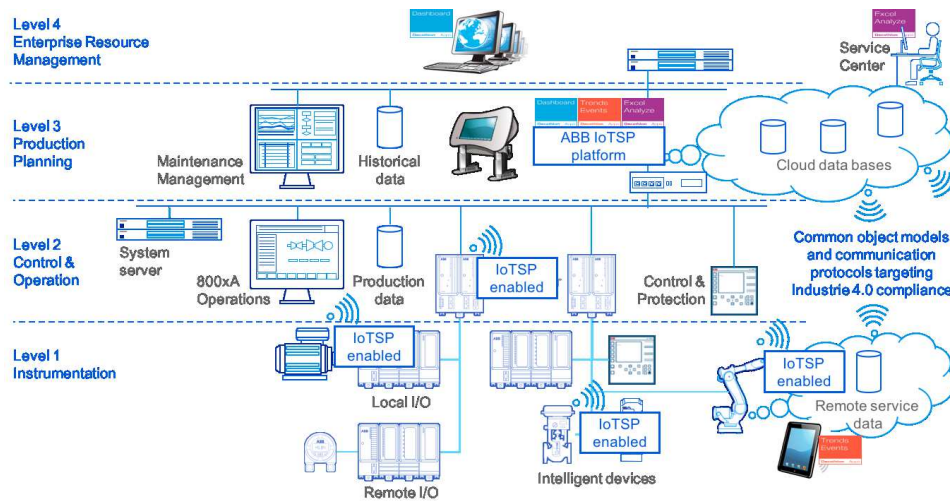 Level 4
Enterprise Resource
Management
Dashboard
Excel
Analyze
Service
Center
Level 3
Production
Planning
Maintenance
Management
Historical
data
Dashboard
Trends
Events
Excel
Analyze
ABB IoTSP
platform
Cloud data bases
Level 2
Control &
Operation
System
server
800xA
Operations
Production
data
IoTSP
enabled
Control &
Protection
Common object models
and communication
protocols targeting
Industrie 4.0 compliance
Level 1
Instrumentation
IoTSP
enabled
Local I/O
Remote I/O
IoTSP
enabled
Intelligent devices
IoTSP
enabled
Remote service
data
Trends
Events